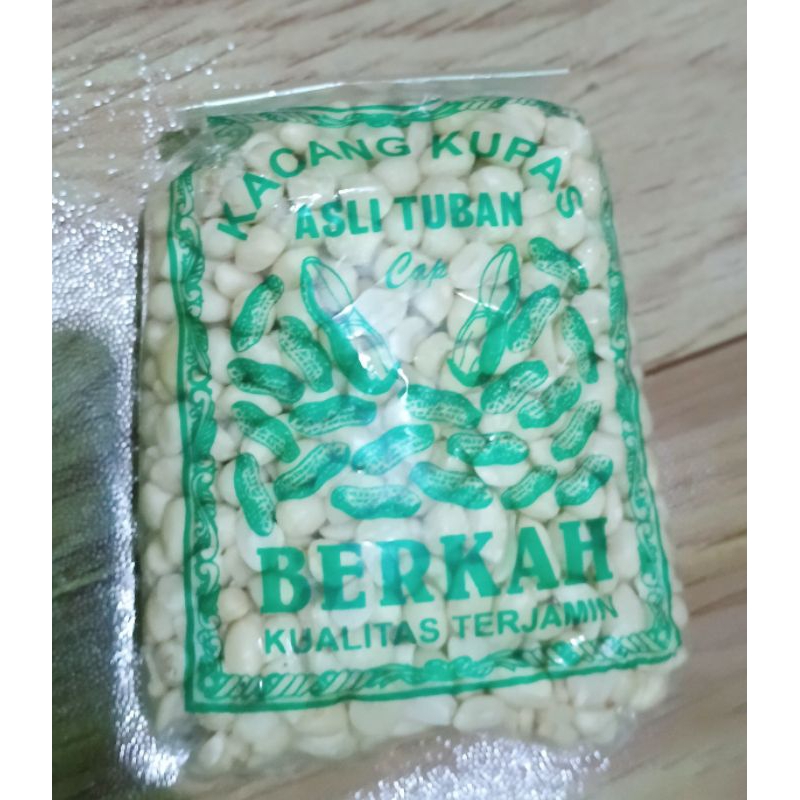 KACANG KUPAS
ASLI TUBAN
Cap
BERKAH
KUALITAS TERJAMIN